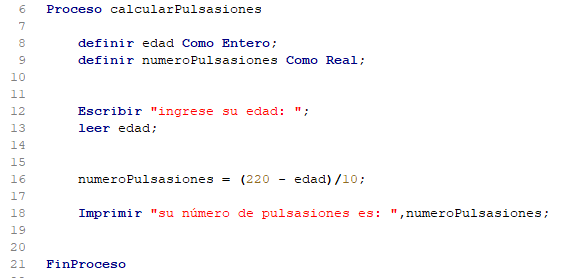 6 Proceso calcularPulsasiones
7
8 definir edad Como Entero;
9 definir numeroPulsasiones Como Real;
10
11
12 Escribir "ingrese su edad: ";
13 leer edad;
14
15
16 numeroPulsasiones = (220 - edad)/10;
17
18 Imprimir "su número de pulsasiones es: ",numeroPulsasiones;
19
20
21 FinProceso